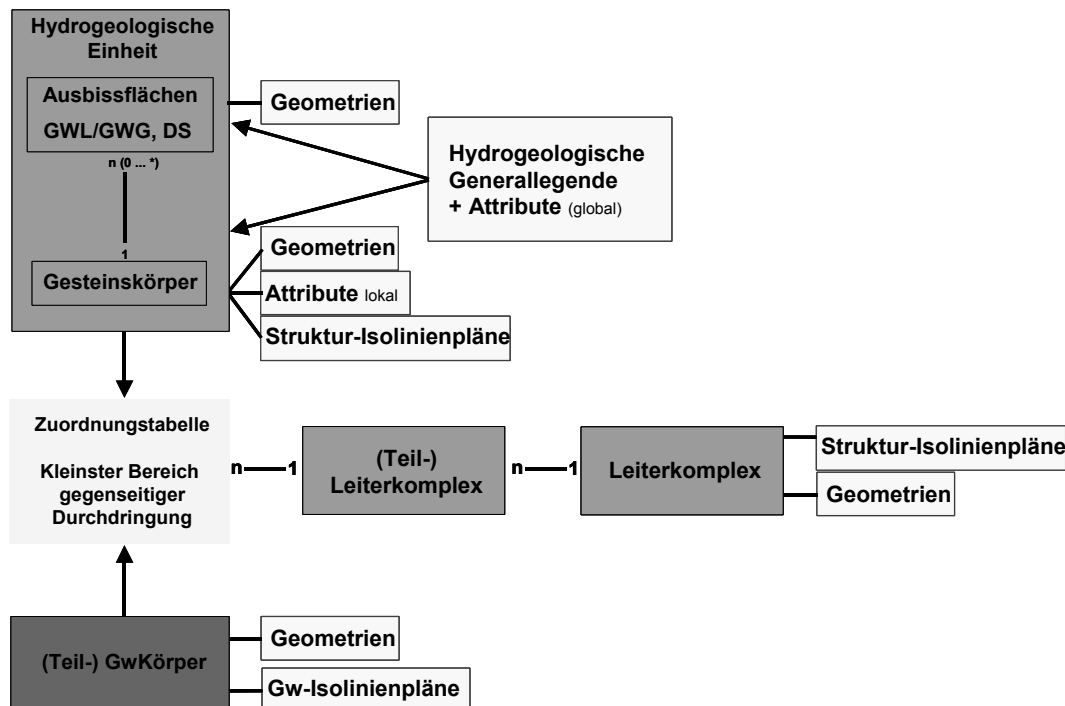 Hydrogeologische
Einheit
Ausbissflächen
GWL/GWG, DS
n (0 ... *)
1
Gesteinskörper
Geometrien
Hydrogeologische
Generallegende
+ Attribute (global)
Geometrien
Attribute lokal
Struktur-Isolinienpläne
Zuordnungstabelle
Kleinster Bereich
gegenseitiger
Durchdringung
n 1
(Teil-)
Leiterkomplex
n 1
Leiterkomplex
Struktur-Isolinienpläne
Geometrien
(Teil-) GwKörper
Geometrien
Gw-Isolinienpläne